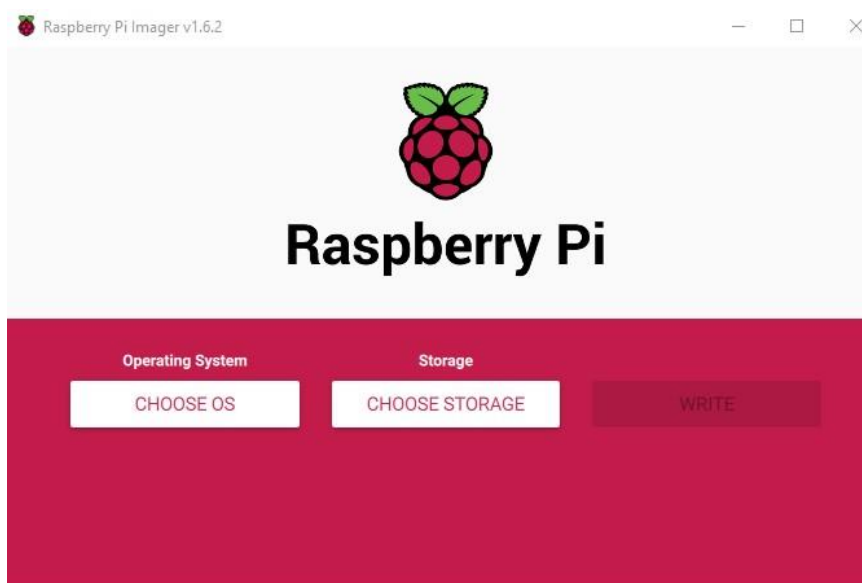 Raspberry Pi Imager v1.6.2
Raspberry Pi
Operating System
Storage
CHOOSE OS
CHOOSE STORAGE
WRITE